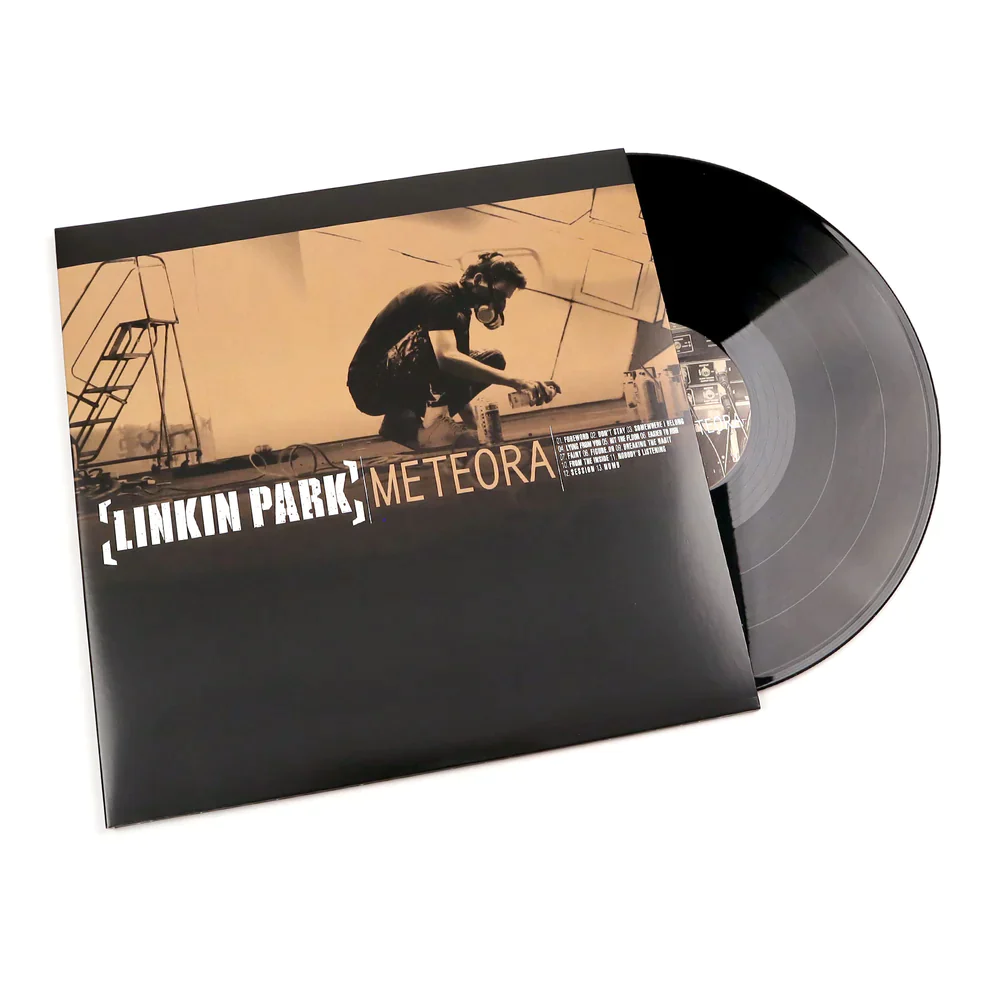 [LINKIN PARK]
METEORA
01. FOREWORD 02. DON'T STAY 03. SOMEWHERE I BELONG
04. LYING FROM YOU 05. HIT THE FLOOR 06. EASIER TO RUN
07. FAINT 08. FIGURE.09 09. BREAKING THE HABIT
10. FROM THE INSIDE 11. NOBODY'S LISTENING
12. SESSION 13. NUMB